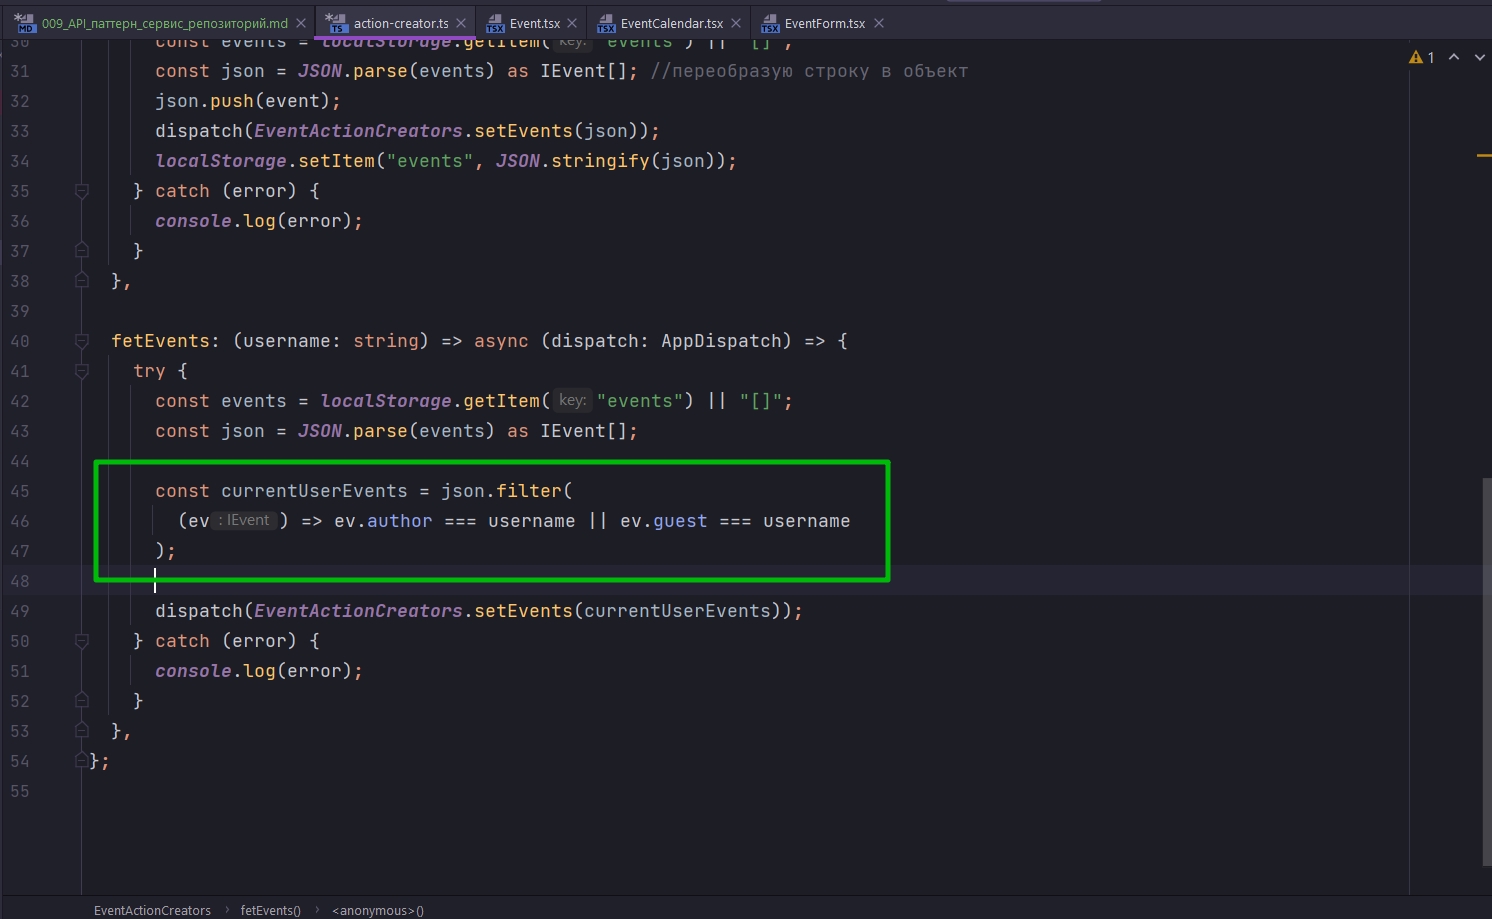 MD 009_API_паттерн_сервис_репозиторий.md TS action-creator.ts TSX Event.tsx TSX EventCalendar.tsx TSX EventForm.tsx
30 const events = localStorage.getItem( key: "events") || "[]";
31 const json = JSON.parse(events) as IEvent[]; //переобразую строку в объект
1
32 json.push(event);
33 dispatch(EventActionCreators.setEvents(json));
34 localStorage.setItem("events", JSON.stringify(json));
35 } catch (error) {
36 console.log(error);
37 }
38 },
39
40 fetEvents: (username: string) => async (dispatch: AppDispatch) => {
41 try {
42 const events = localStorage.getItem( key: "events") || "[]";
43 const json = JSON.parse(events) as IEvent[];
44
45 const currentUserEvents = json.filter(
46 (ev : IEvent ) => ev.author === username || ev.guest === username
47 );
48
49 dispatch(EventActionCreators.setEvents(currentUserEvents));
50 } catch (error) {
51 console.log(error);
52 }
53 },
54 };
55
EventActionCreators › fetEvents() › <anonymous>()